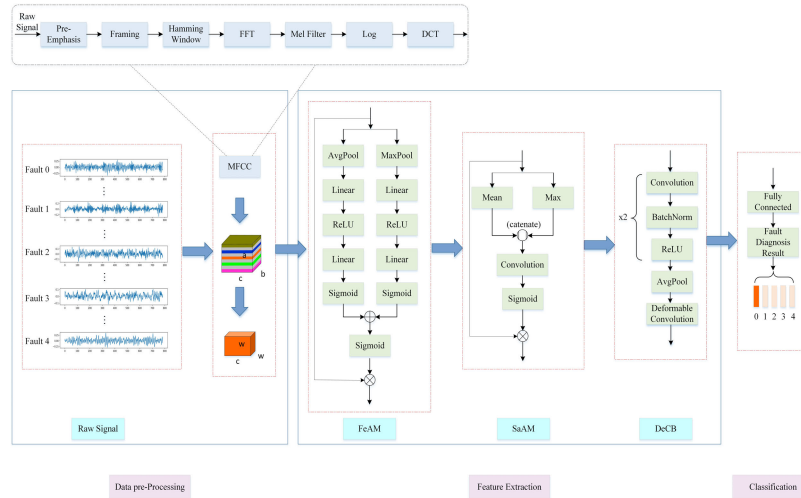 Raw
Signal
Pre-
Emphasis
Framing
Hamming
Window
FFT
Mel Filter
Log
DCT
Fault 0
Fault 1
Fault 2
Fault 3
Fault 4
MFCC
a
b
c
w
w
c
AvgPool
MaxPool
Linear
Linear
ReLU
ReLU
Linear
Linear
Sigmoid
Sigmoid
Sigmoid
Mean
Max
(catenate)
Convolution
Sigmoid
x2
Convolution
BatchNorm
ReLU
AvgPool
Deformable
Convolution
Fully
Connected
Fault
Diagnosis
Result
0 1 2 3 4
Raw Signal
FeAM
SaAM
DeCB
Data pre-Processing
Feature Extraction
Classification